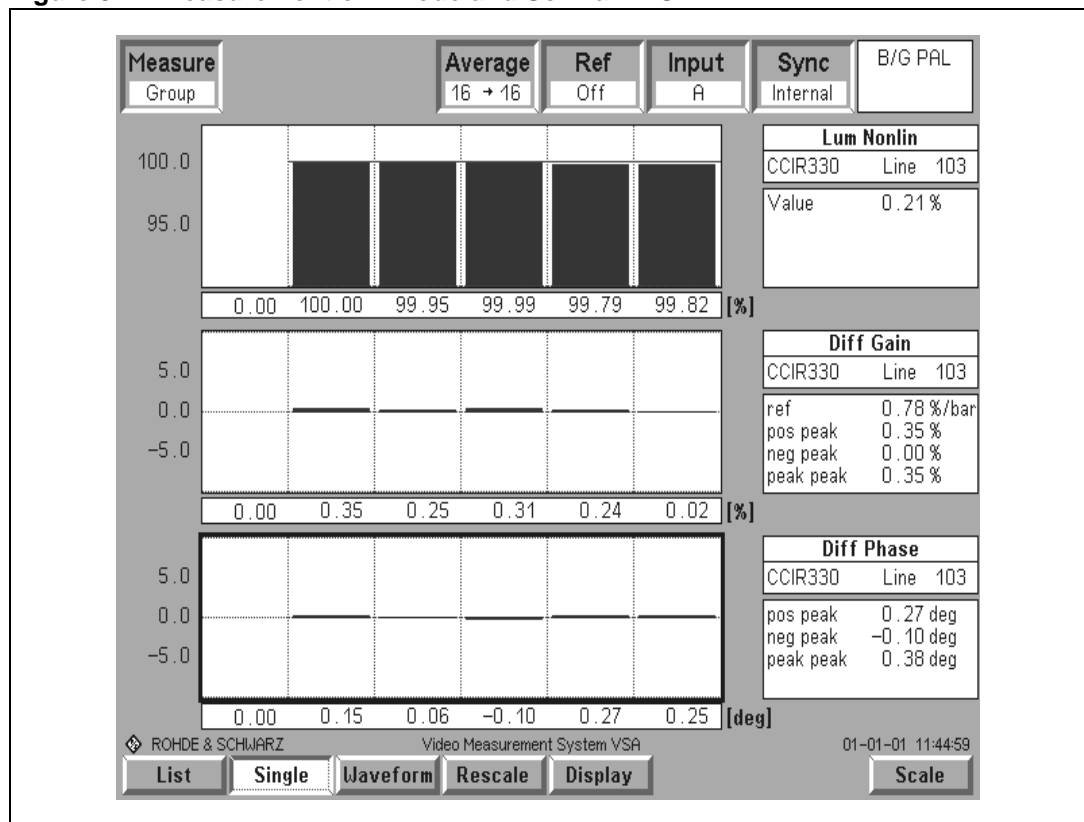 Measure
Group
Average
16 → 16
Ref
Off
Input
A
Sync
Internal
B/G PAL
100.0
95.0
0.00 100.00 99.95 99.99 99.79 99.82 [%]
Lum Nonlin
CCIR330 Line 103
Value 0.21 %
5.0
0.0
-5.0
0.00 0.35 0.25 0.31 0.24 0.02 [%]
Diff Gain
CCIR330 Line 103
ref 0.78 %/bar
pos peak 0.35 %
neg peak 0.00 %
peak peak 0.35 %
5.0
0.0
-5.0
0.00 0.15 0.06 -0.10 0.27 0.25 [deg]
Diff Phase
CCIR330 Line 103
pos peak 0.27 deg
neg peak -0.10 deg
peak peak 0.38 deg
ROHDE & SCHWARZ Video Measurement System VSA 01-01-01 11:44:59
List Single Waveform Rescale Display Scale